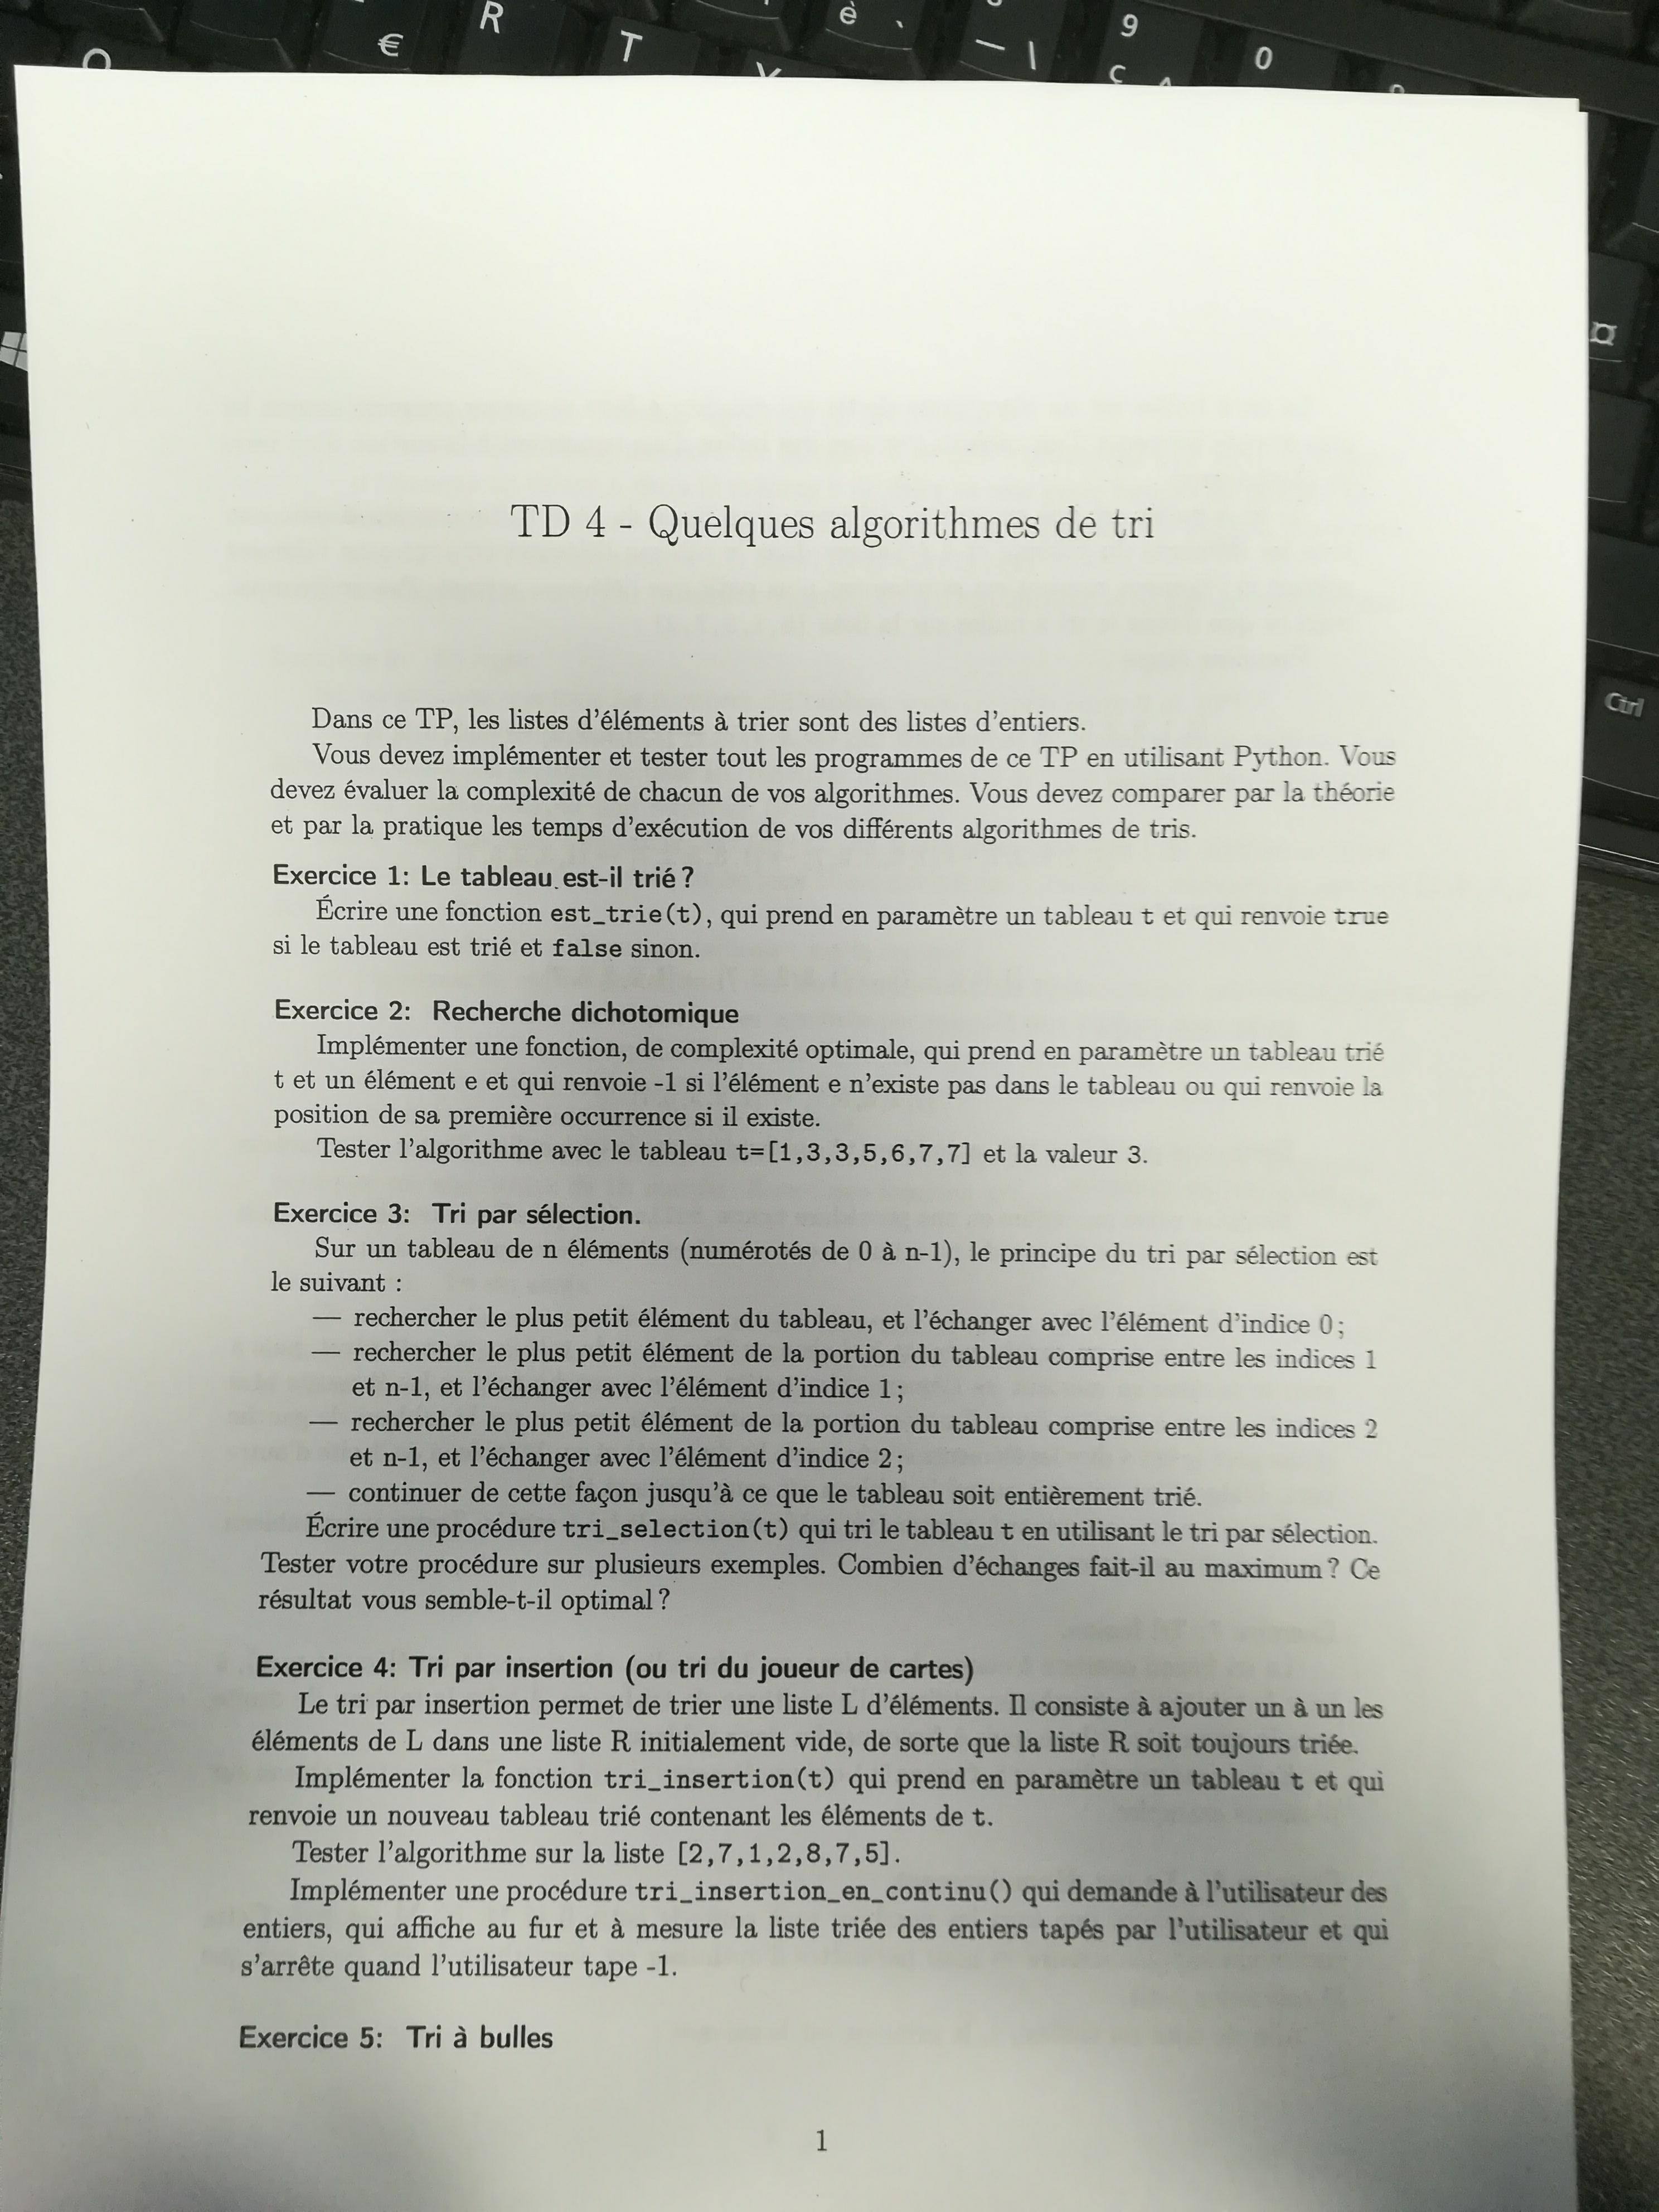 R
T
€
è
9
ç
0
¤
Ctrl
TD 4 - Quelques algorithmes de tri
Dans ce TP, les listes d'éléments à trier sont des listes d'entiers.
Vous devez implémenter et tester tout les programmes de ce TP en utilisant Python. Vous
devez évaluer la complexité de chacun de vos algorithmes. Vous devez comparer par la théorie
et par la pratique les temps d'exécution de vos différents algorithmes de tris.
Exercice 1: Le tableau est-il trié ?
Écrire une fonction est_trie(t), qui prend en paramètre un tableau t et qui renvoie true
si le tableau est trié et false sinon.
Exercice 2: Recherche dichotomique
Implémenter une fonction, de complexité optimale, qui prend en paramètre un tableau trié
t et un élément e et qui renvoie -1 si l'élément e n'existe pas dans le tableau ou qui renvoie la
position de sa première occurrence si il existe.
Tester l'algorithme avec le tableau t=[1,3,3,5,6,7,7] et la valeur 3.
Exercice 3: Tri par sélection.
Sur un tableau de n éléments (numérotés de 0 à n-1), le principe du tri par sélection est
le suivant :
— rechercher le plus petit élément du tableau, et l'échanger avec l'élément d'indice 0 ;
— rechercher le plus petit élément de la portion du tableau comprise entre les indices 1
et n-1, et l'échanger avec l'élément d'indice 1 ;
— rechercher le plus petit élément de la portion du tableau comprise entre les indices 2
et n-1, et l'échanger avec l'élément d'indice 2 ;
— continuer de cette façon jusqu'à ce que le tableau soit entièrement trié.
Écrire une procédure tri_selection(t) qui tri le tableau t en utilisant le tri par sélection.
Tester votre procédure sur plusieurs exemples. Combien d'échanges fait-il au maximum ? Ce
résultat vous semble-t-il optimal ?
Exercice 4: Tri par insertion (ou tri du joueur de cartes)
Le tri par insertion permet de trier une liste L d'éléments. Il consiste à ajouter un à un les
éléments de L dans une liste R initialement vide, de sorte que la liste R soit toujours triée.
Implémenter la fonction tri_insertion(t) qui prend en paramètre un tableau t et qui
renvoie un nouveau tableau trié contenant les éléments de t.
Tester l'algorithme sur la liste [2,7,1,2,8,7,5].
Implémenter une procédure tri_insertion_en_continu() qui demande à l'utilisateur des
entiers, qui affiche au fur et à mesure la liste triée des entiers tapés par l'utilisateur et qui
s'arrête quand l'utilisateur tape -1.
Exercice 5: Tri à bulles
1